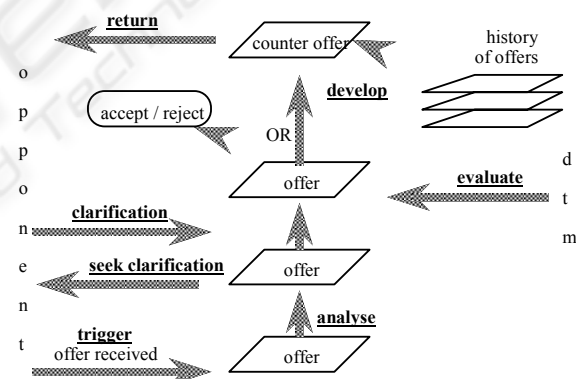 return
counter offer
history
of offers
develop
accept / reject
OR
offer
evaluate
clarification
seek clarification
offer
analyse
trigger
offer received
offer
o
p
p
o
n
e
n
t
d
t
m